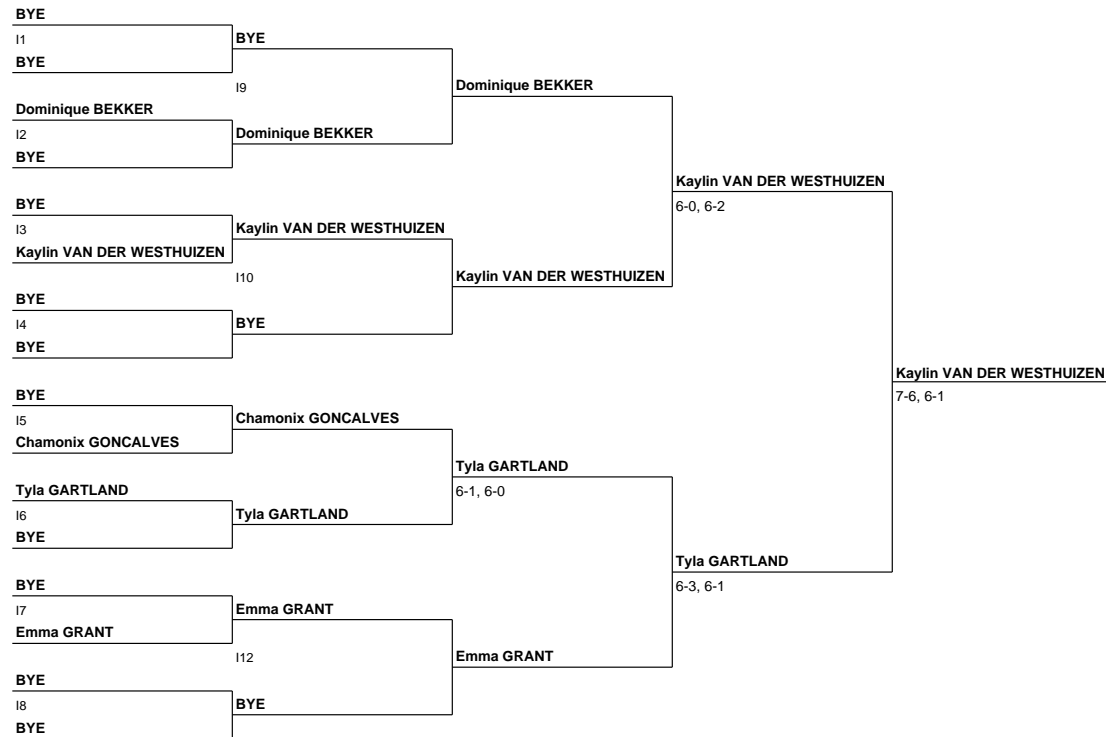 BYE
I1
BYE
BYE
I9
Dominique BEKKER
Dominique BEKKER
I2
Dominique BEKKER
BYE
Kaylin VAN DER WESTHUIZEN
6-0, 6-2
BYE
I3
Kaylin VAN DER WESTHUIZEN
Kaylin VAN DER WESTHUIZEN
I10
Kaylin VAN DER WESTHUIZEN
BYE
I4
BYE
BYE
Kaylin VAN DER WESTHUIZEN
7-6, 6-1
BYE
I5
Chamonix GONCALVES
Chamonix GONCALVES
Tyla GARTLAND
6-1, 6-0
Tyla GARTLAND
I6
Tyla GARTLAND
BYE
Tyla GARTLAND
6-3, 6-1
BYE
I7
Emma GRANT
Emma GRANT
I12
Emma GRANT
BYE
I8
BYE
BYE